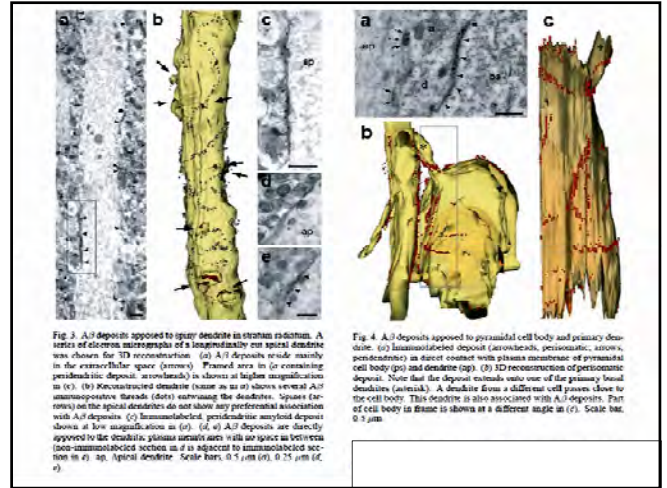 a
b
c
d
e
ap
ap
Fig. 3. Aβ deposits apposed to spiny dendrite in stratum radiatum. A
series of electron micrographs of a longitudinally cut apical dendrite
was chosen for 3D reconstruction. (a) Aβ deposits reside mainly
in the extracellular space (arrows). Framed area in (a containing
peridendritic deposit, arrowheads) is shown at higher magnification
in (c). (b) Reconstructed dendrite (same as in a) shows several Aβ
immunopositive threads (dots) entwining the dendrite. Spines (ar-
rows) on the apical dendrites do not show any preferential association
with Aβ deposits. (c) Immunolabeled, peridendritic amyloid deposit
shown at low magnification in (a). (d, e) Aβ deposits are directly
apposed to the dendritic plasma membranes with no space in between
(non-immunolabeled section in d is adjacent to immunolabeled sec-
tion in e). ap, Apical dendrite. Scale bars, 0.5 μm (a), 0.25 μm (d,
e).
a
b
c
d
ps
Fig. 4. Aβ deposits apposed to pyramidal cell body and primary den-
drite. (a) Immunolabeled deposit (arrowheads, perisomatic; arrows,
peridendritic) in direct contact with plasma membrane of pyramidal
cell body (ps) and dendrite (ap). (b) 3D reconstruction of perisomatic
deposit. Note that the deposit extends onto one of the primary basal
dendrites (asterisk). A dendrite from a different cell passes close to
the cell body. This dendrite is also associated with Aβ deposits. Part
of cell body in frame is shown at a different angle in (c). Scale bar,
0.5 μm.